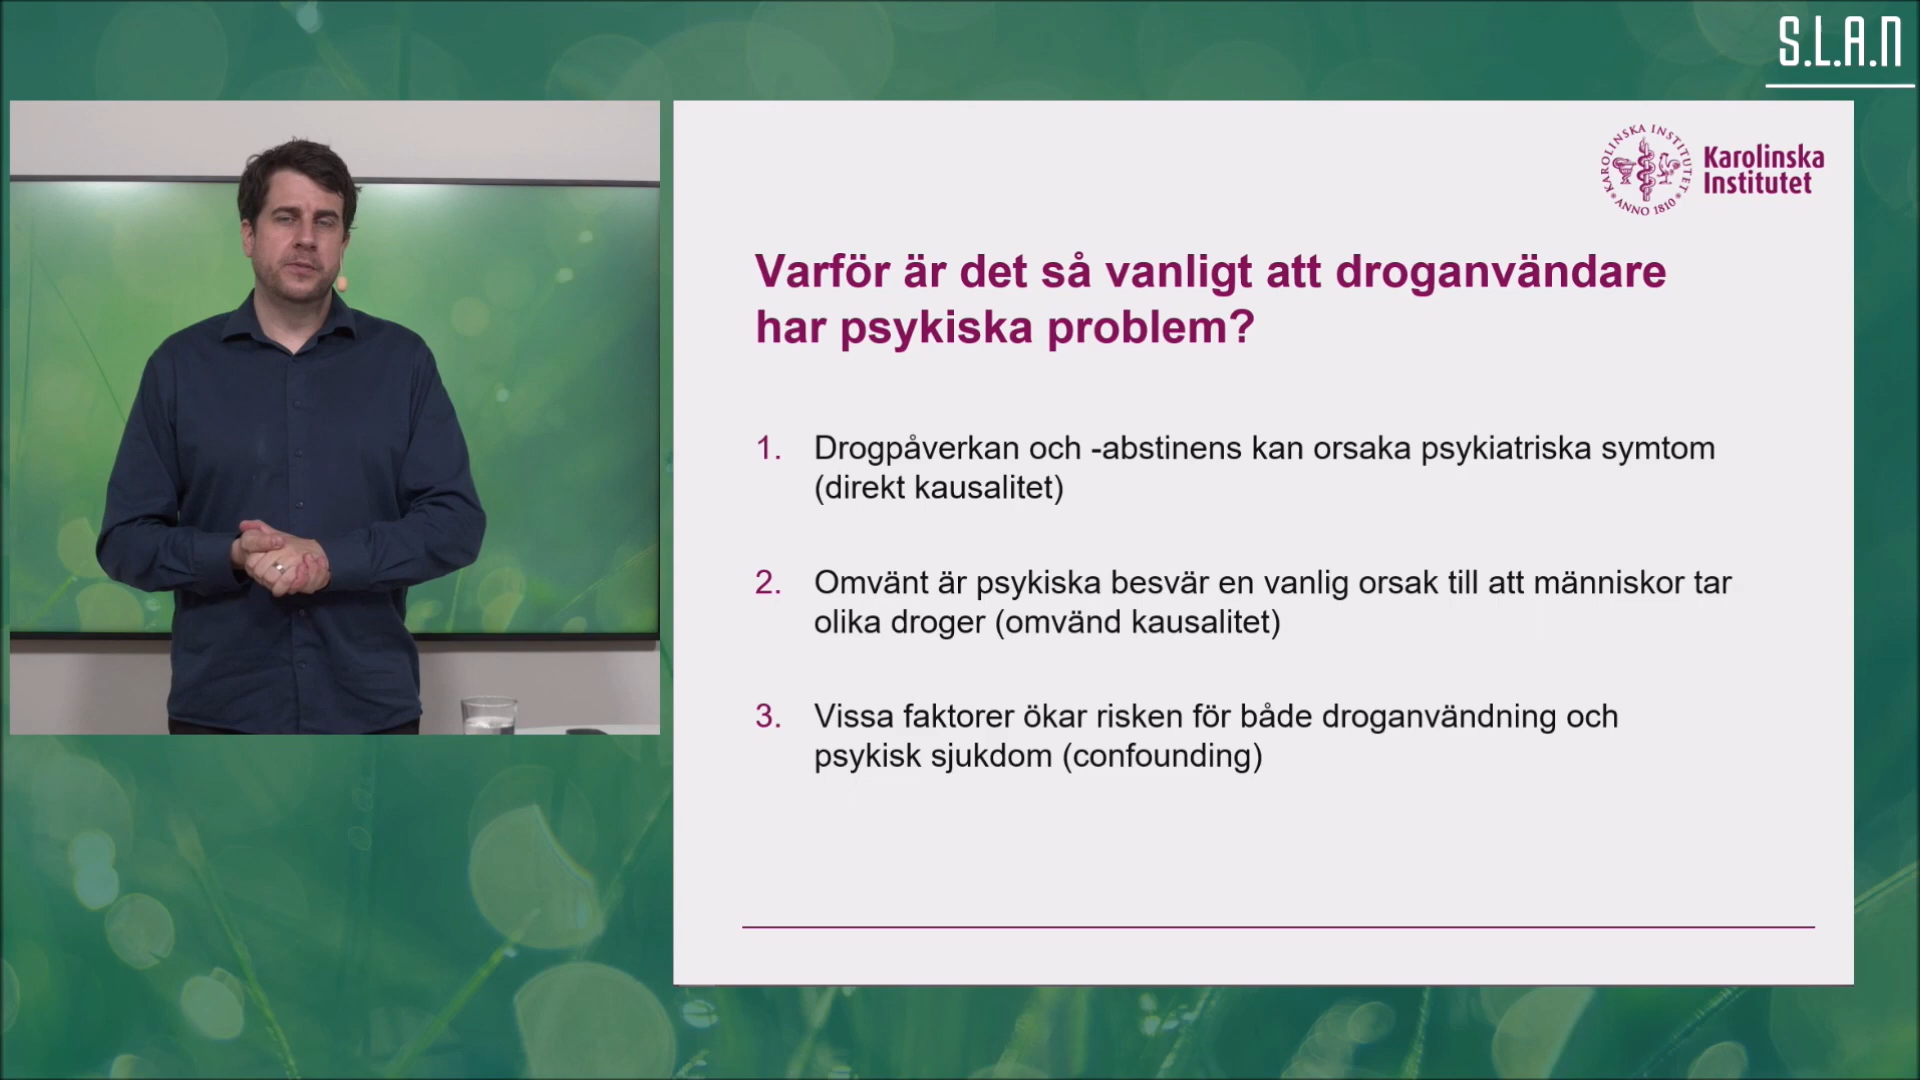 S.L.A.N
KAROLINSKA INSTITUTET
ANNO 1810
Karolinska
Institutet
Varför är det så vanligt att droganvändare
har psykiska problem?
1. Drogpåverkan och -abstinens kan orsaka psykiatriska symtom
(direkt kausalitet)
2. Omvänt är psykiska besvär en vanlig orsak till att människor tar
olika droger (omvänd kausalitet)
3. Vissa faktorer ökar risken för både droganvändning och
psykisk sjukdom (confounding)